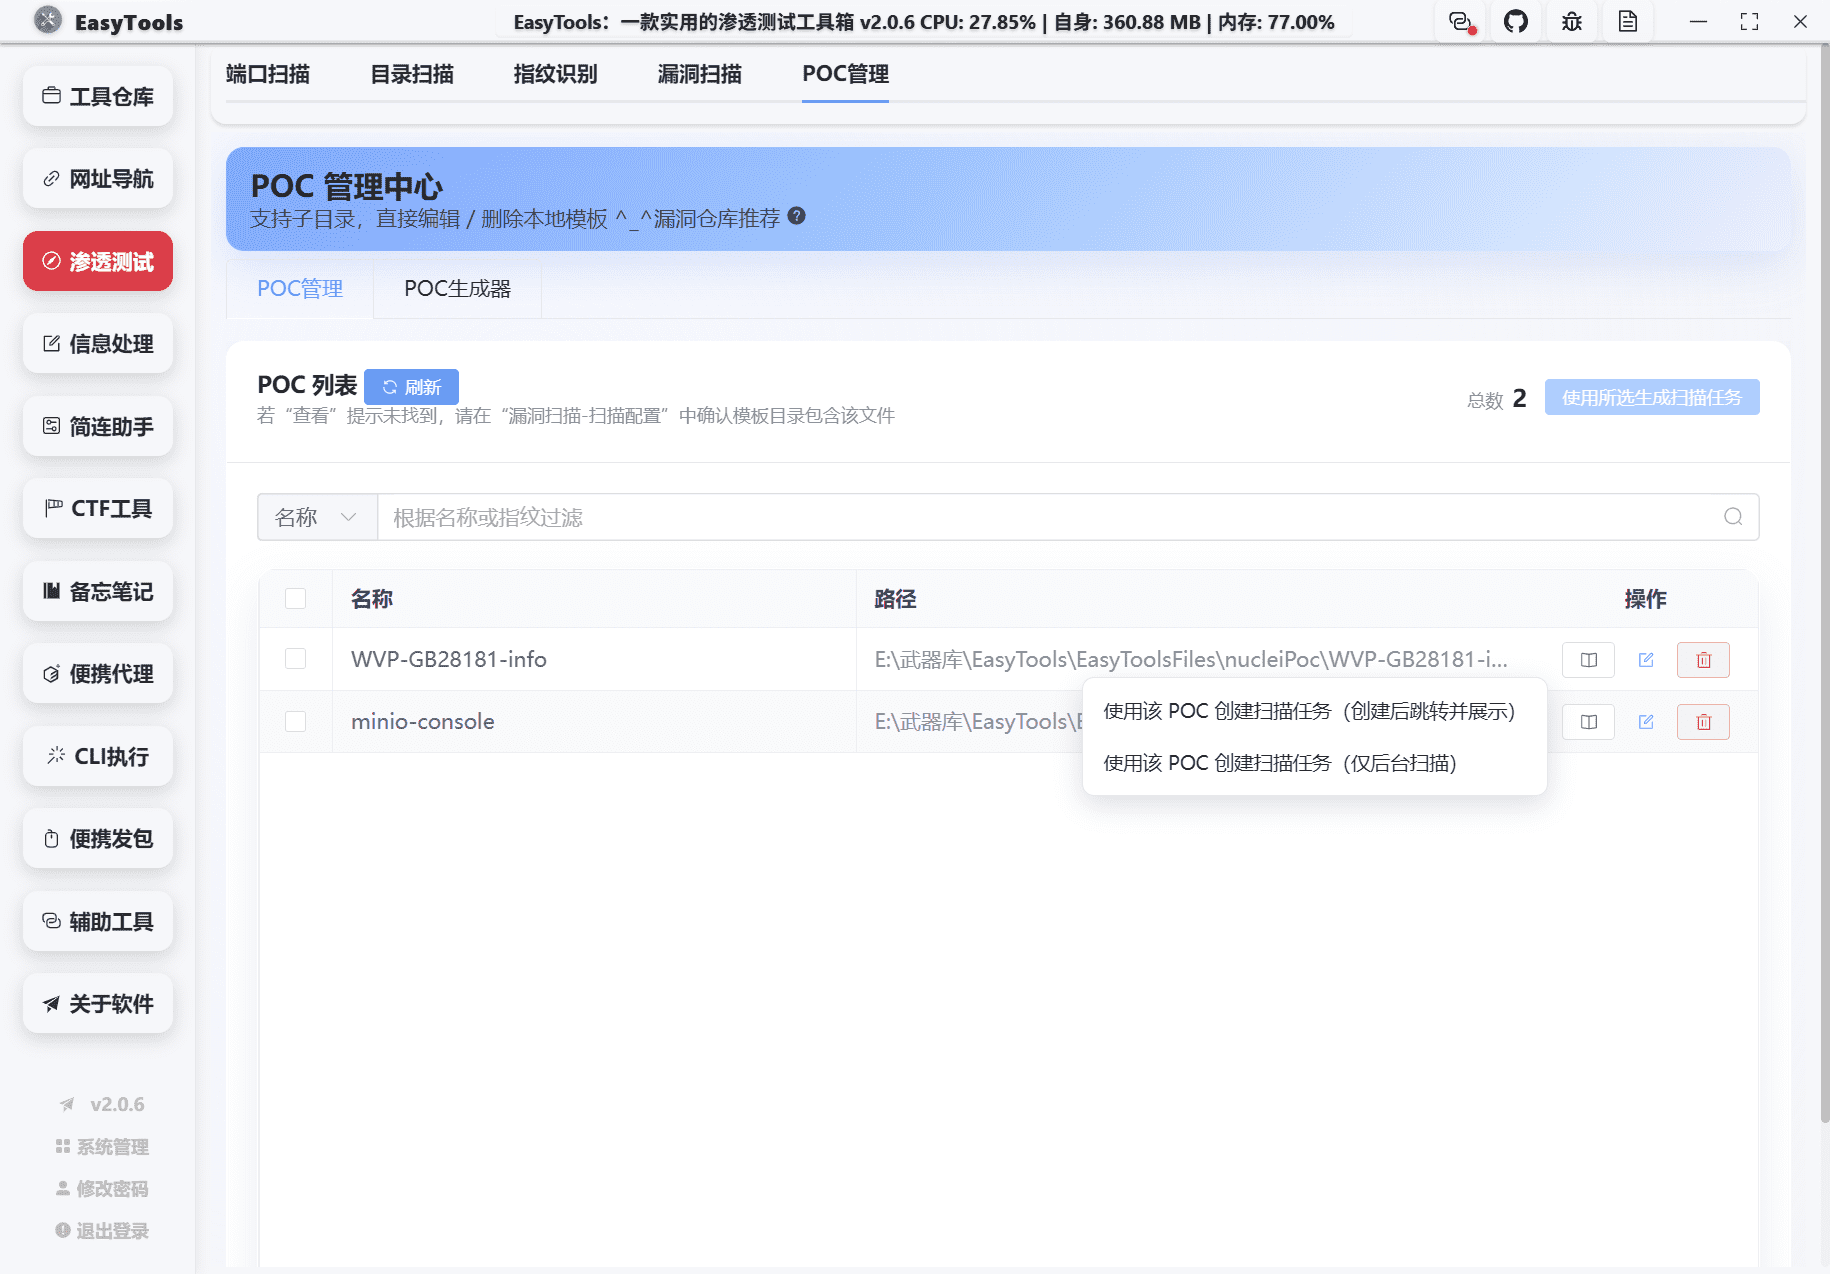 EasyTools
EasyTools：一款实用的渗透测试工具箱 v2.0.6 CPU: 27.85% | 自身: 360.88 MB | 内存: 77.00%
工具仓库
网址导航
渗透测试
信息处理
简连助手
CTF工具
备忘笔记
便携代理
CLI执行
便携发包
辅助工具
关于软件
v2.0.6
系统管理
修改密码
退出登录
端口扫描 目录扫描 指纹识别 漏洞扫描 POC管理
POC 管理中心
支持子目录，直接编辑 / 删除本地模板 ^_^漏洞仓库推荐
POC管理 POC生成器
POC 列表 刷新
若“查看”提示未找到，请在“漏洞扫描-扫描配置”中确认模板目录包含该文件
总数 2 使用所选生成扫描任务
名称 根据名称或指纹过滤
名称 路径 操作
WVP-GB28181-info E:\武器库\EasyTools\EasyToolsFiles\nucleiPoc\WVP-GB28181-i...
minio-console E:\武器库\EasyTools\E
使用该 POC 创建扫描任务（创建后跳转并展示）
使用该 POC 创建扫描任务（仅后台扫描）